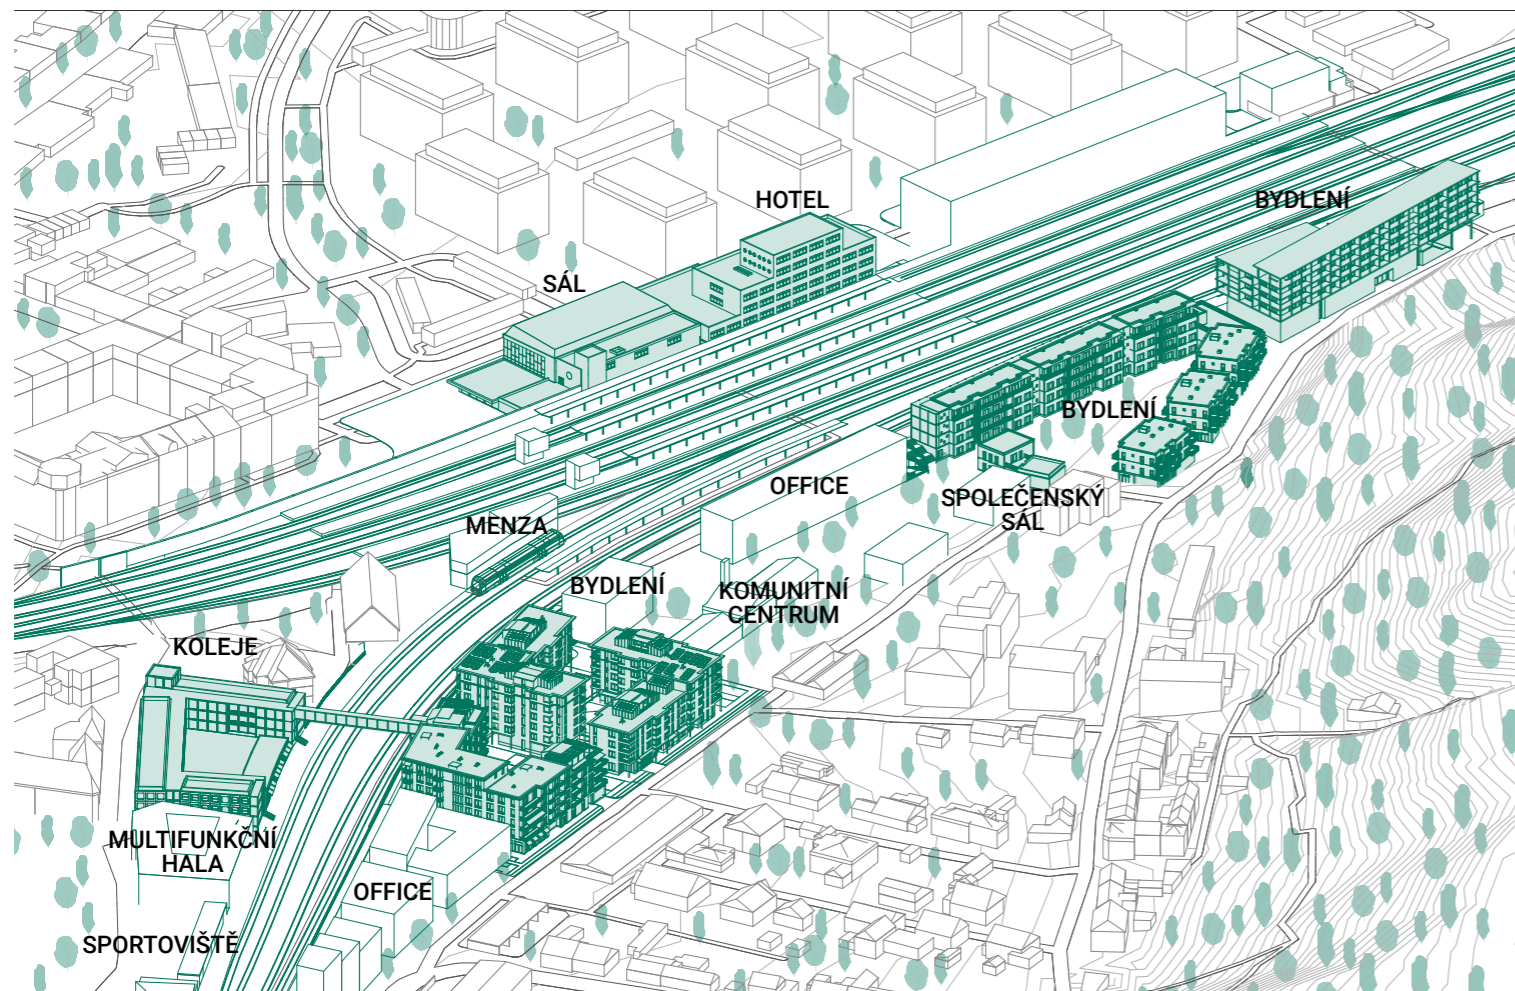 HOTEL
BYDLENÍ
SÁL
BYDLENÍ
OFFICE
SPOLEČENSKÝ
SÁL
MENZA
BYDLENÍ
KOMUNITNÍ
CENTRUM
KOLEJE
MULTIFUNKČNÍ
HALA
OFFICE
SPORTOVIŠTĚ